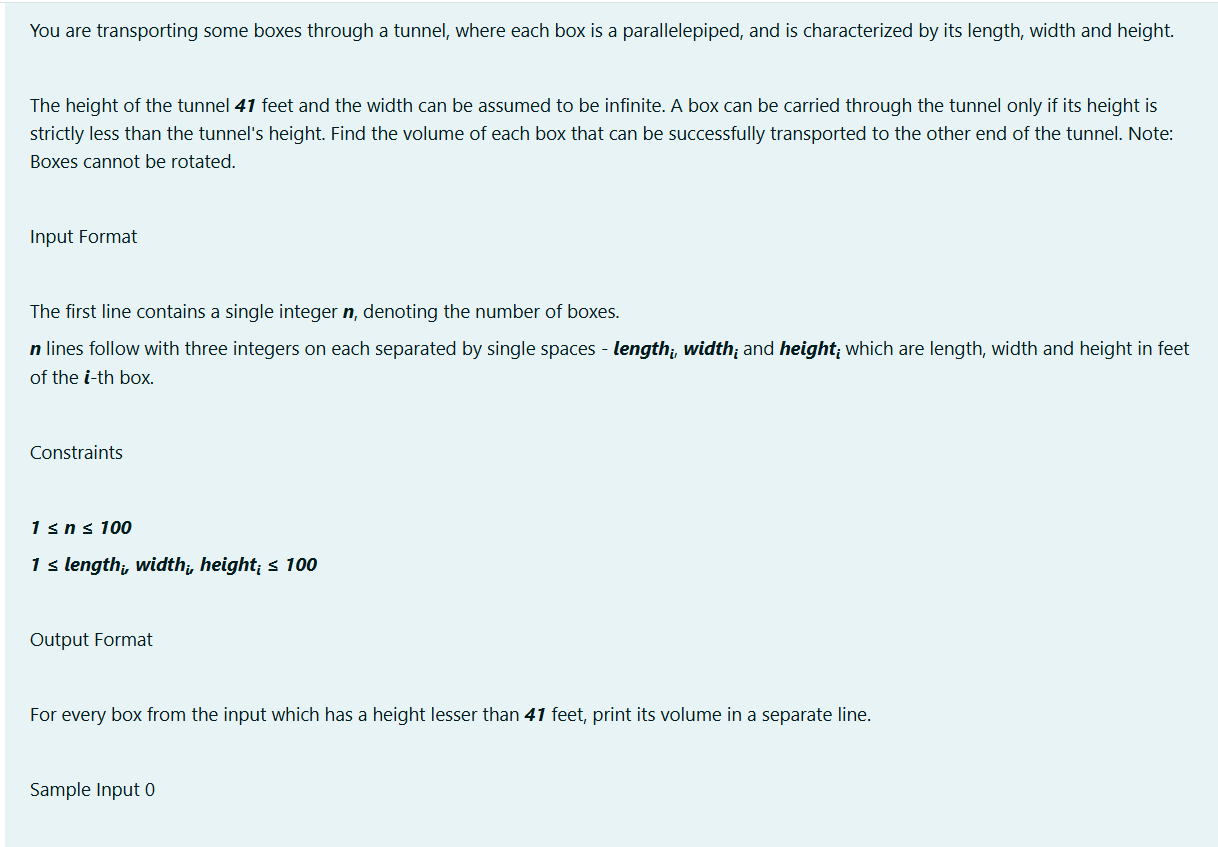 You are transporting some boxes through a tunnel, where each box is a parallelepiped, and is characterized by its length, width and height.
The height of the tunnel 41 feet and the width can be assumed to be infinite. A box can be carried through the tunnel only if its height is
strictly less than the tunnel's height. Find the volume of each box that can be successfully transported to the other end of the tunnel. Note:
Boxes cannot be rotated.
Input Format
The first line contains a single integer n, denoting the number of boxes.
n lines follow with three integers on each separated by single spaces - lengthᵢ, widthᵢ and heightᵢ which are length, width and height in feet
of the i-th box.
Constraints
1 ≤ n ≤ 100
1 ≤ lengthᵢ, widthᵢ, heightᵢ ≤ 100
Output Format
For every box from the input which has a height lesser than 41 feet, print its volume in a separate line.
Sample Input 0